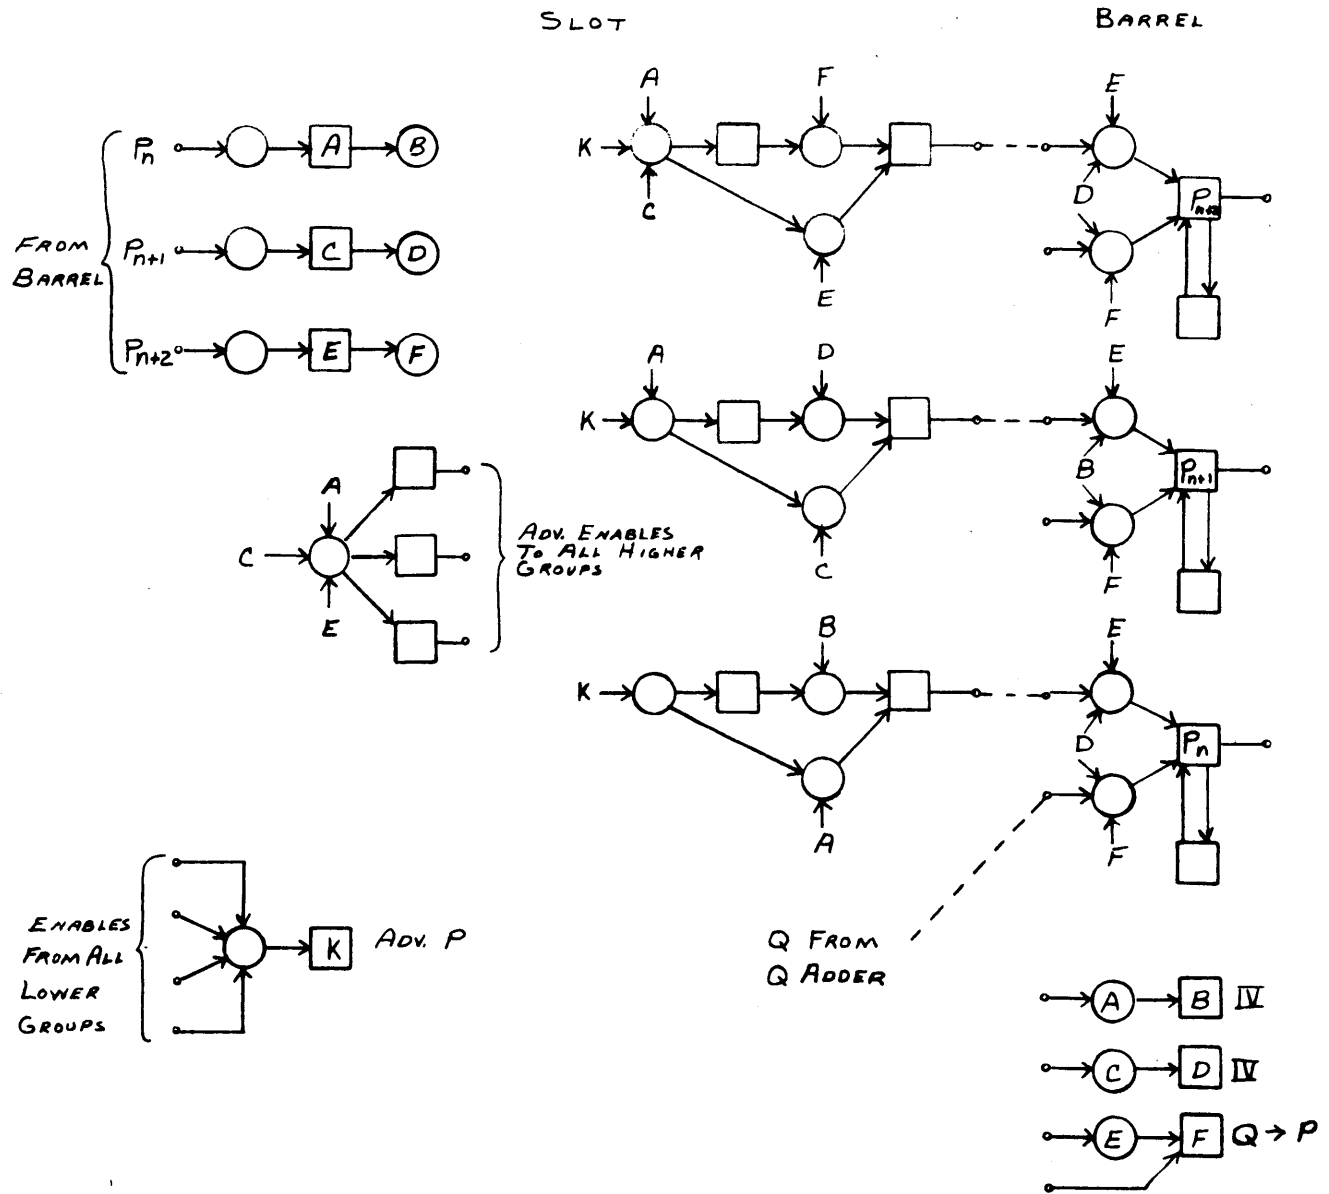 SLOT
BARREL
Pn
A
B
Pn+1
C
D
Pn+2
E
F
FROM
BARREL
A
F
K
C
E
E
D
Pn+2
F
A
D
K
C
E
B
Pn+1
F
A
C
E
ADV. ENABLES
TO ALL HIGHER
GROUPS
B
K
A
E
D
Pn
F
ENABLES
FROM ALL
LOWER
GROUPS
K
ADV. P
Q FROM
Q ADDER
A
B
IV
C
D
IV
E
F
Q → P